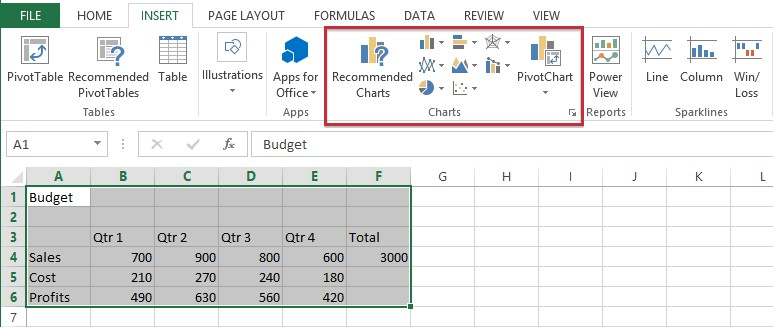 FILE HOME INSERT PAGE LAYOUT FORMULAS DATA REVIEW VIEW
PivotTable Recommended PivotTables Table Illustrations Apps for Office Recommended Charts PivotChart Power View Line Column Win/Loss
Tables Apps Charts Reports Sparklines
A1 fx Budget
A B C D E F G H I J K L
1 Budget
2
3 Qtr 1 Qtr 2 Qtr 3 Qtr 4 Total
4 Sales 700 900 800 600 3000
5 Cost 210 270 240 180
6 Profits 490 630 560 420
7